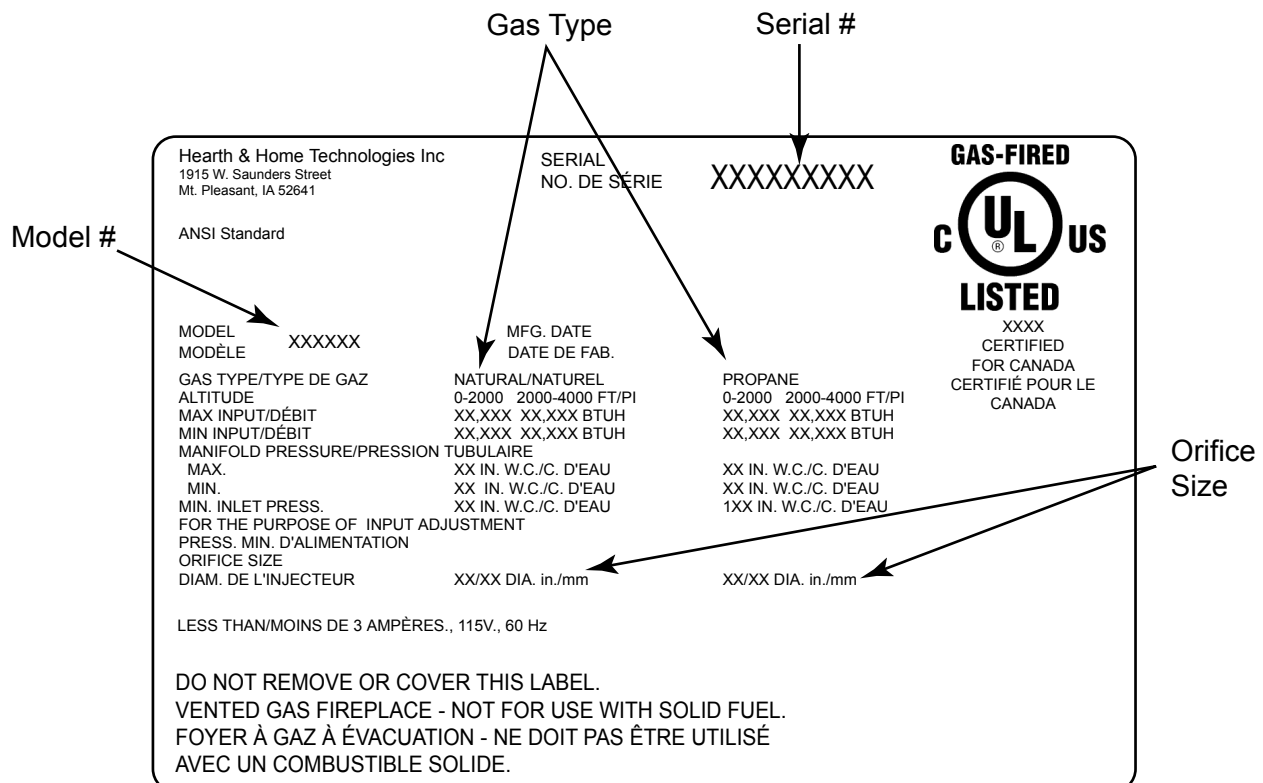 Gas Type
Serial #
Model #
Orifice
Size
Hearth & Home Technologies Inc
1915 W. Saunders Street
Mt. Pleasant, IA 52641
ANSI Standard
SERIAL
NO. DE SÉRIE
XXXXXXXXX
GAS-FIRED
C UL ® US
LISTED
XXXX
CERTIFIED
FOR CANADA
CERTIFIÉ POUR LE
CANADA
MODEL
MODÈLE
XXXXXX
MFG. DATE
DATE DE FAB.
GAS TYPE/TYPE DE GAZ NATURAL/NATUREL PROPANE
ALTITUDE 0-2000 2000-4000 FT/PI 0-2000 2000-4000 FT/PI
MAX INPUT/DÉBIT XX,XXX XX,XXX BTUH XX,XXX XX,XXX BTUH
MIN INPUT/DÉBIT XX,XXX XX,XXX BTUH XX,XXX XX,XXX BTUH
MANIFOLD PRESSURE/PRESSION TUBULAIRE
MAX. XX IN. W.C./C. D'EAU XX IN. W.C./C. D'EAU
MIN. XX IN. W.C./C. D'EAU XX IN. W.C./C. D'EAU
MIN. INLET PRESS. XX IN. W.C./C. D'EAU 1XX IN. W.C./C. D'EAU
FOR THE PURPOSE OF INPUT ADJUSTMENT
PRESS. MIN. D'ALIMENTATION
ORIFICE SIZE
DIAM. DE L'INJECTEUR XX/XX DIA. in./mm XX/XX DIA. in./mm
LESS THAN/MOINS DE 3 AMPÈRES., 115V., 60 Hz
DO NOT REMOVE OR COVER THIS LABEL.
VENTED GAS FIREPLACE - NOT FOR USE WITH SOLID FUEL.
FOYER À GAZ À ÉVACUATION - NE DOIT PAS ÊTRE UTILISÉ
AVEC UN COMBUSTIBLE SOLIDE.